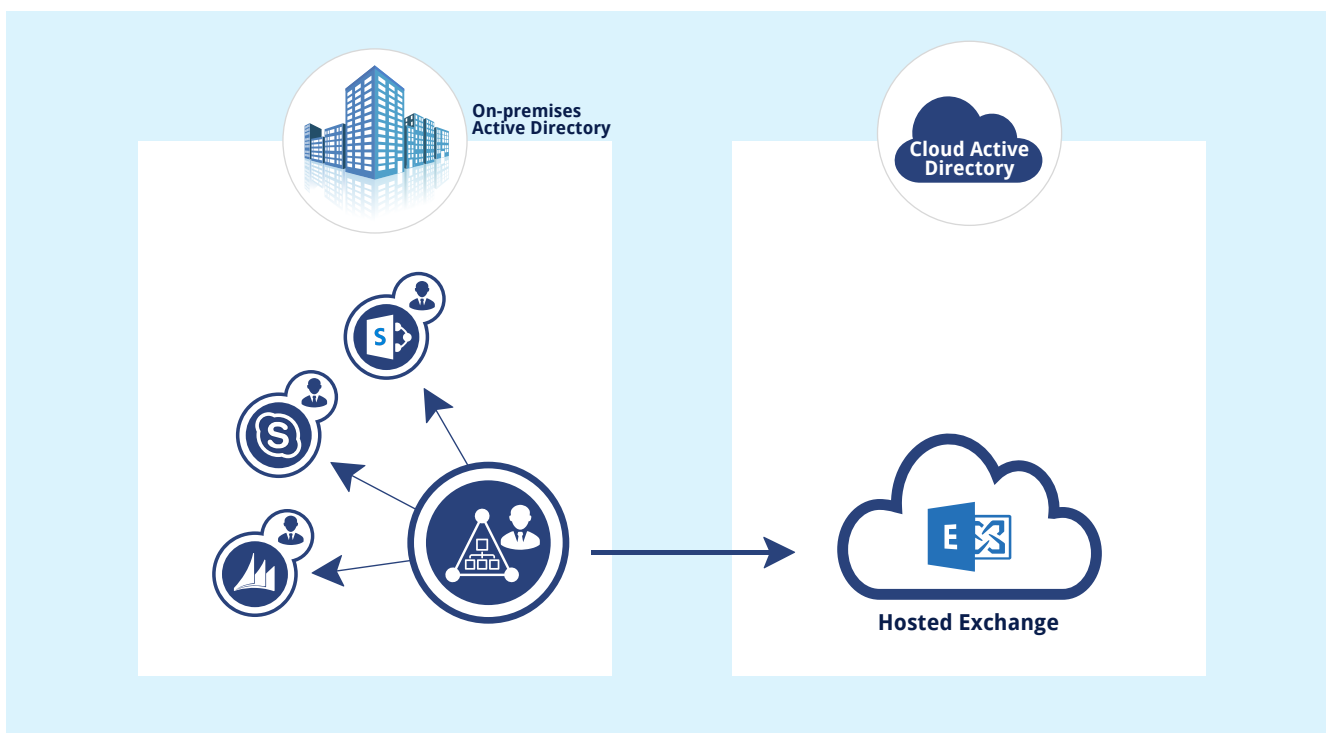 On-premises
Active Directory
Cloud Active
Directory
S
S
E
Hosted Exchange